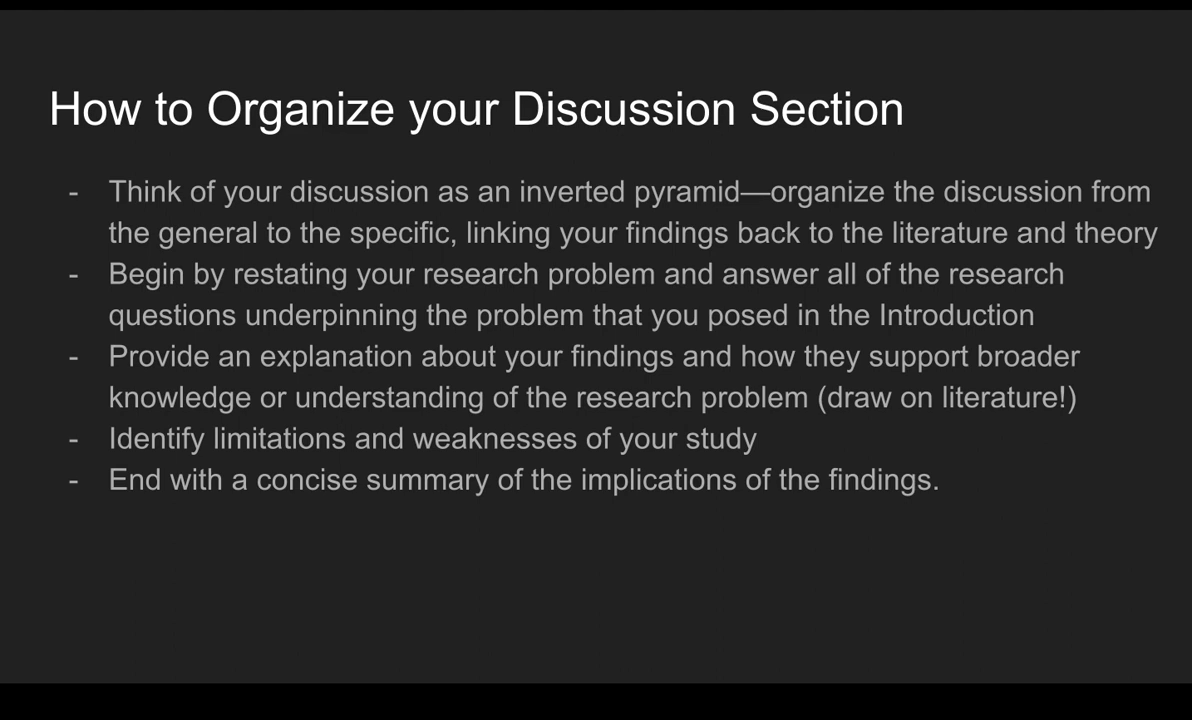 How to Organize your Discussion Section
- Think of your discussion as an inverted pyramid—organize the discussion from
the general to the specific, linking your findings back to the literature and theory
- Begin by restating your research problem and answer all of the research
questions underpinning the problem that you posed in the Introduction
- Provide an explanation about your findings and how they support broader
knowledge or understanding of the research problem (draw on literature!)
- Identify limitations and weaknesses of your study
- End with a concise summary of the implications of the findings.